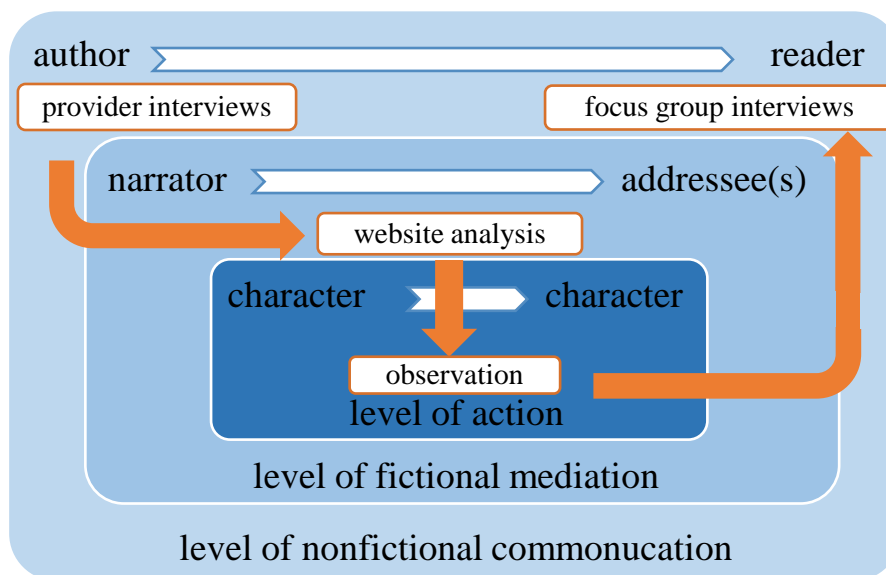 author reader
provider interviews focus group interviews
narrator addressee(s)
website analysis
character character
observation
level of action
level of fictional mediation
level of nonfictional commonucation